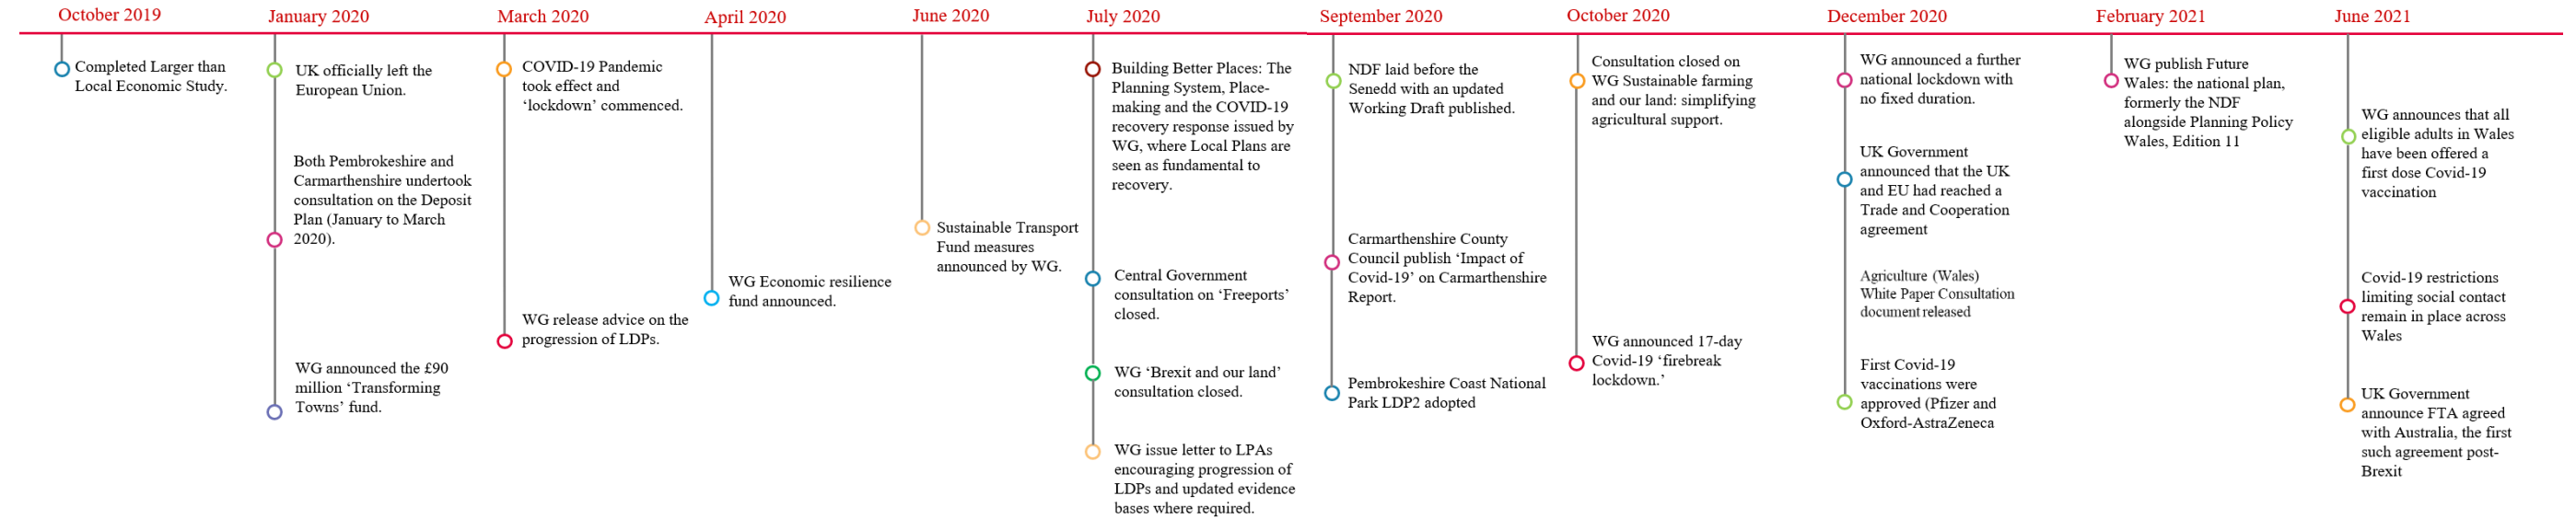 October 2019
Completed Larger than
Local Economic Study.
January 2020
UK officially left the
European Union.
Both Pembrokeshire and
Carmarthenshire undertook
consultation on the Deposit
Plan (January to March
2020).
WG announced the £90
million ‘Transforming
Towns’ fund.
March 2020
COVID-19 Pandemic
took effect and
‘lockdown’ commenced.
WG release advice on the
progression of LDPs.
April 2020
WG Economic resilience
fund announced.
June 2020
Sustainable Transport
Fund measures
announced by WG.
July 2020
Building Better Places: The
Planning System, Place-
making and the COVID-19
recovery response issued by
WG, where Local Plans are
seen as fundamental to
recovery.
Central Government
consultation on ‘Freeports’
closed.
WG ‘Brexit and our land’
consultation closed.
WG issue letter to LPAs
encouraging progression of
LDPs and updated evidence
bases where required.
September 2020
NDF laid before the
Senedd with an updated
Working Draft published.
Carmarthenshire County
Council publish ‘Impact of
Covid-19’ on Carmarthenshire
Report.
Pembrokeshire Coast National
Park LDP2 adopted
October 2020
Consultation closed on
WG Sustainable farming
and our land: simplifying
agricultural support.
WG announced 17-day
Covid-19 ‘firebreak
lockdown.’
December 2020
WG announced a further
national lockdown with
no fixed duration.
UK Government
announced that the UK
and EU had reached a
Trade and Cooperation
agreement
Agriculture (Wales)
White Paper Consultation
document released
First Covid-19
vaccinations were
approved (Pfizer and
Oxford-AstraZeneca
February 2021
WG publish Future
Wales: the national plan,
formerly the NDF
alongside Planning Policy
Wales, Edition 11
June 2021
WG announces that all
eligible adults in Wales
have been offered a
first dose Covid-19
vaccination
Covid-19 restrictions
limiting social contact
remain in place across
Wales
UK Government
announce FTA agreed
with Australia, the first
such agreement post-
Brexit